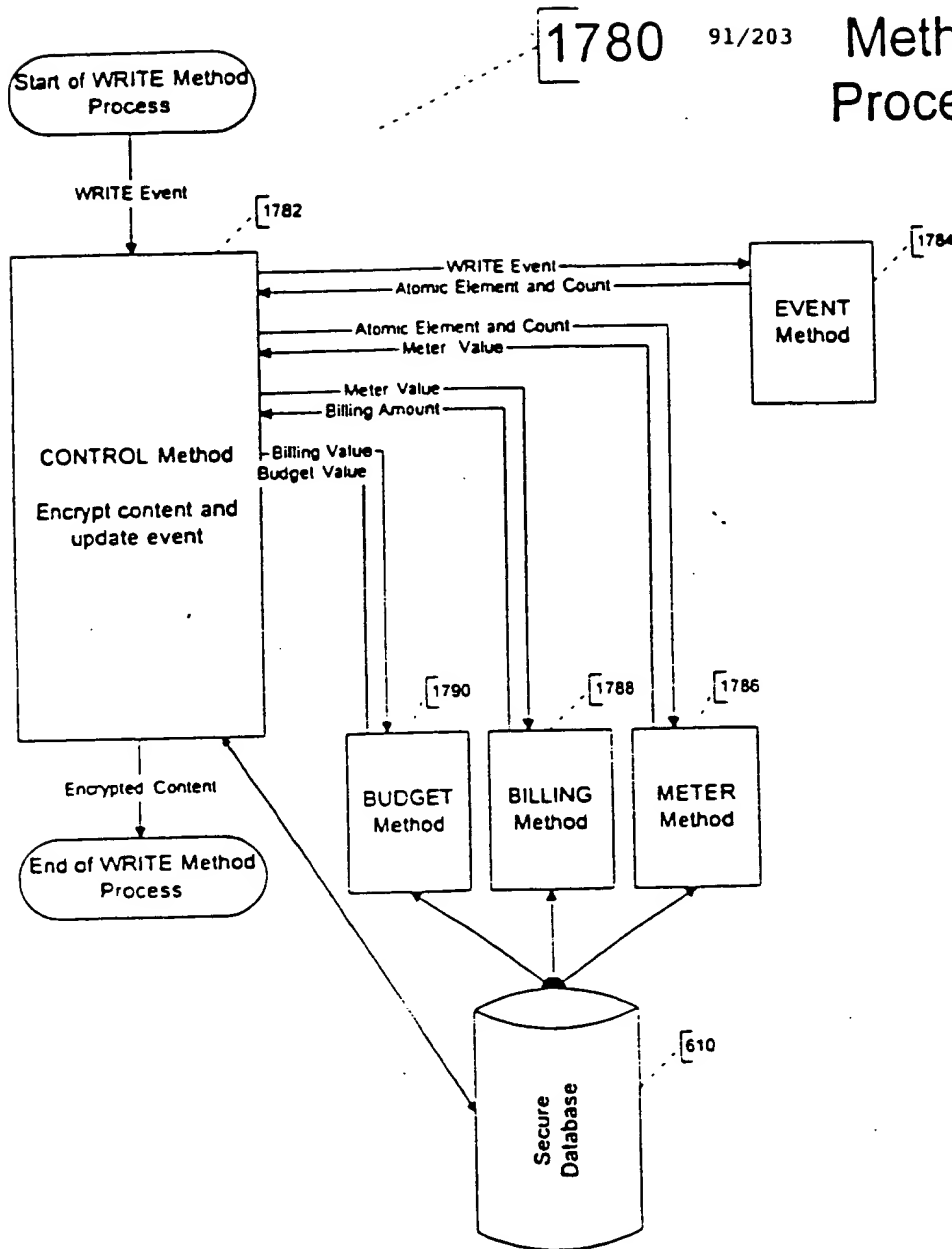 1780 91/203
Start of WRITE Method
Process
WRITE Event
1782
1784
WRITE Event
Atomic Element and Count
EVENT
Method
Atomic Element and Count
Meter Value
Meter Value
Billing Amount
Billing Value
Budget Value
CONTROL Method
Encrypt content and
update event
1790
1788
1786
Encrypted Content
BUDGET
Method
BILLING
Method
METER
Method
End of WRITE Method
Process
610
Secure
Database